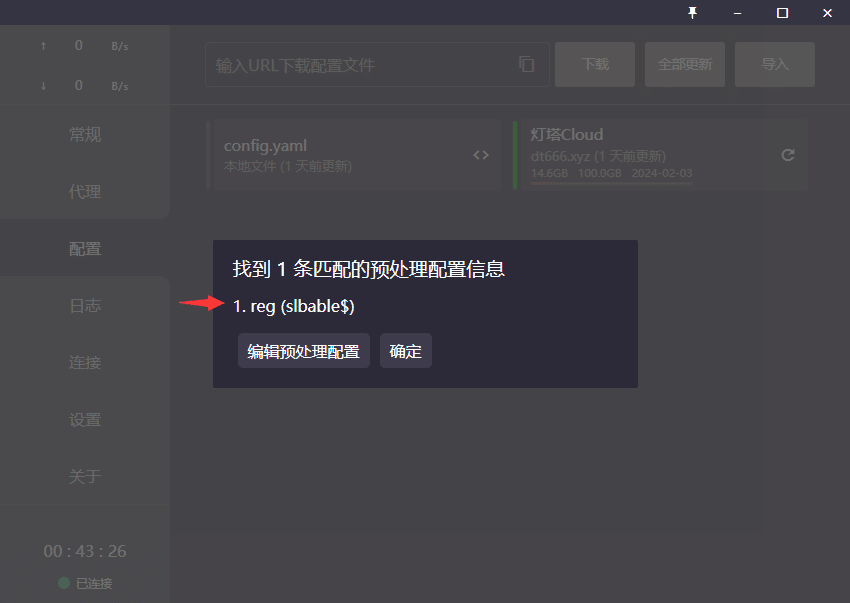 ↑ 0 B/s
↓ 0 B/s
常规
代理
配置
日志
连接
设置
关于
00 : 43 : 26
已连接
输入URL下载配置文件
下载
全部更新
导入
config.yaml
本地文件 (1 天前更新)
灯塔Cloud
dt666.xyz (1 天前更新)
14.6GB 100.0GB 2024-02-03
找到 1 条匹配的预处理配置信息
1. reg (slbable$)
编辑预处理配置
确定